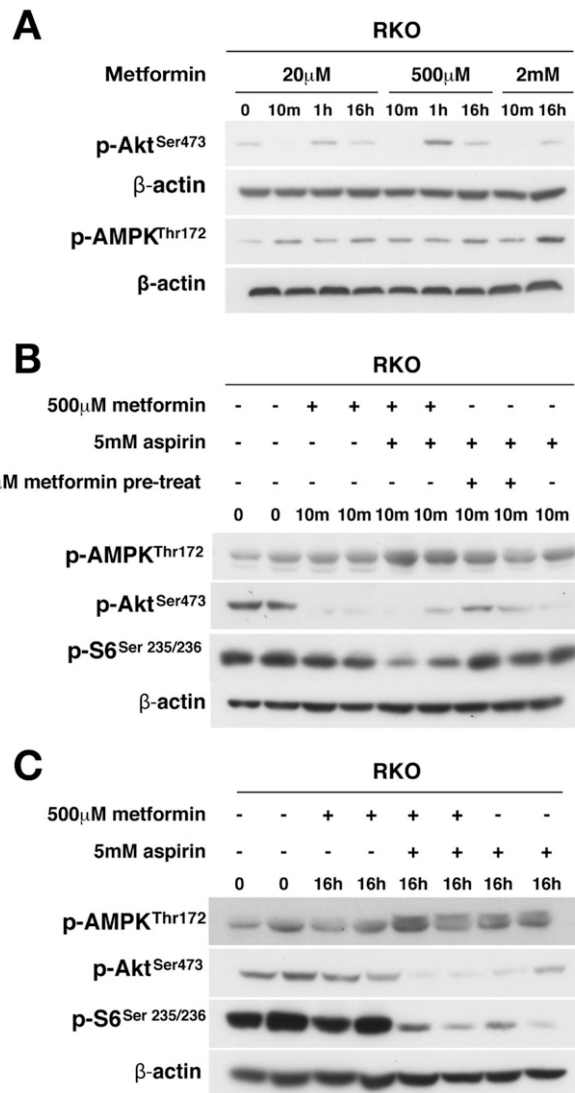 A
RKO
Metformin 20μM 500μM 2mM
0 10m 1h 16h 10m 1h 16h 10m 16h
p-Akt Ser473
β-actin
p-AMPK Thr172
β-actin
B
RKO
500μM metformin - - + + + + - - -
5mM aspirin - - - - + + + + +
M metformin pre-treat - - - - - - + + -
0 0 10m 10m 10m 10m 10m 10m 10m
p-AMPK Thr172
p-Akt Ser473
p-S6 Ser 235/236
β-actin
C
RKO
500μM metformin - - + + + + - -
5mM aspirin - - - - + + + +
0 0 16h 16h 16h 16h 16h 16h
p-AMPK Thr172
p-Akt Ser473
p-S6 Ser 235/236
β-actin